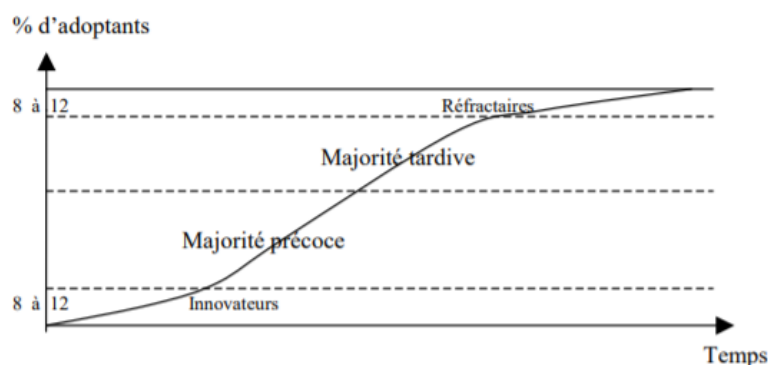 % d’adoptants
8 à 12
Réfractaires
Majorité tardive
Majorité précoce
8 à 12
Innovateurs
Temps